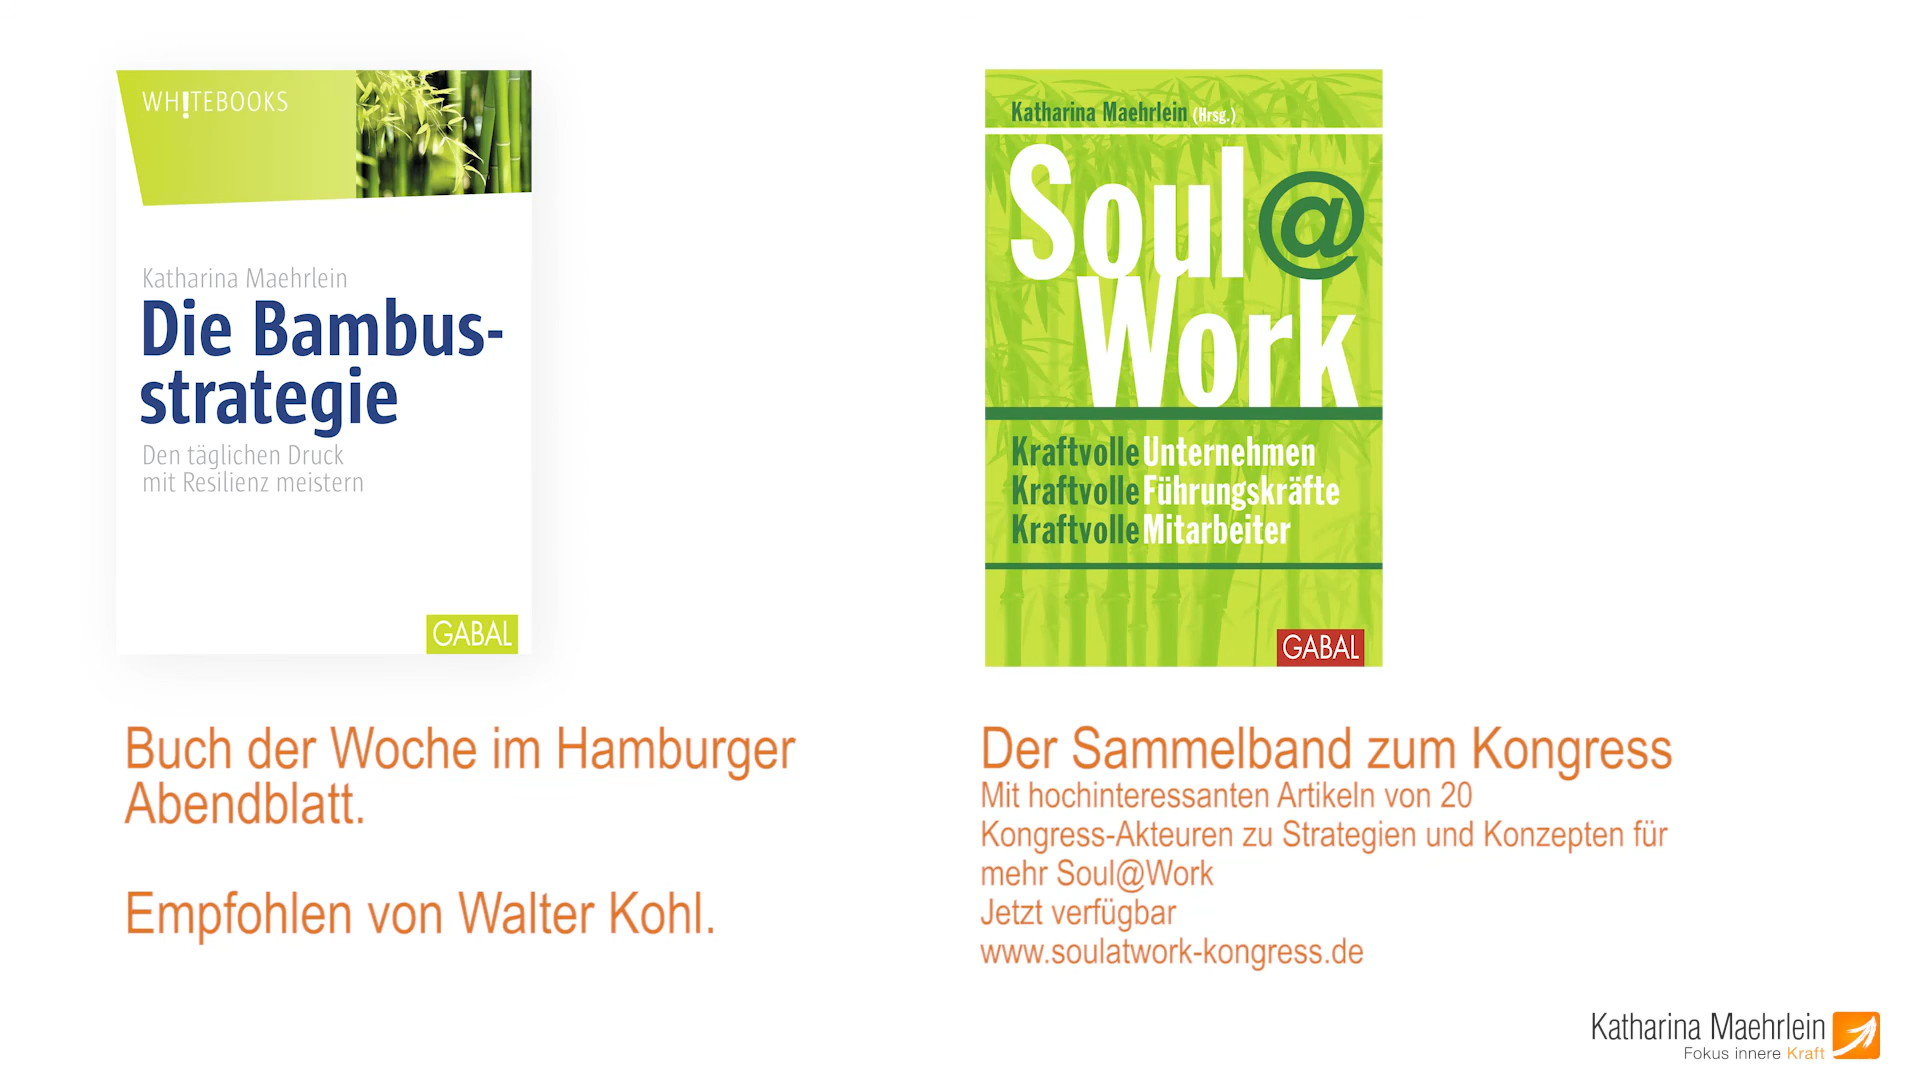 WH!TEBOOKS
Katharina Maehrlein
Die Bambus-
strategie
Den täglichen Druck
mit Resilienz meistern
GABAL
Buch der Woche im Hamburger
Abendblatt.
Empfohlen von Walter Kohl.
Katharina Maehrlein (Hrsg.)
Soul@
Work
Kraftvolle Unternehmen
Kraftvolle Führungskräfte
Kraftvolle Mitarbeiter
GABAL
Der Sammelband zum Kongress
Mit hochinteressanten Artikeln von 20
Kongress-Akteuren zu Strategien und Konzepten für
mehr Soul@Work
Jetzt verfügbar
www.soulatwork-kongress.de
Katharina Maehrlein
Fokus innere Kraft